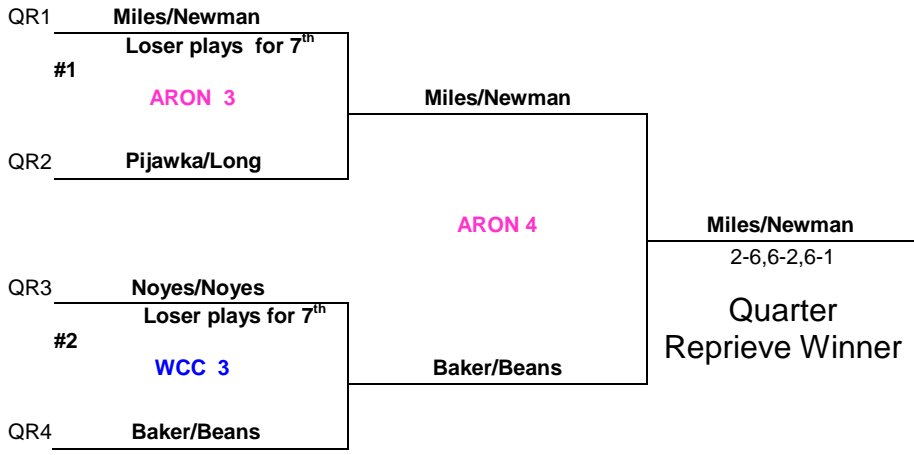 QR1 Miles/Newman
Loser plays for 7th
#1
ARON 3
Miles/Newman
QR2 Pijawka/Long
ARON 4
Miles/Newman
2-6,6-2,6-1
QR3 Noyes/Noyes
Loser plays for 7th
#2
Quarter
Reprieve Winner
WCC 3
Baker/Beans
QR4 Baker/Beans